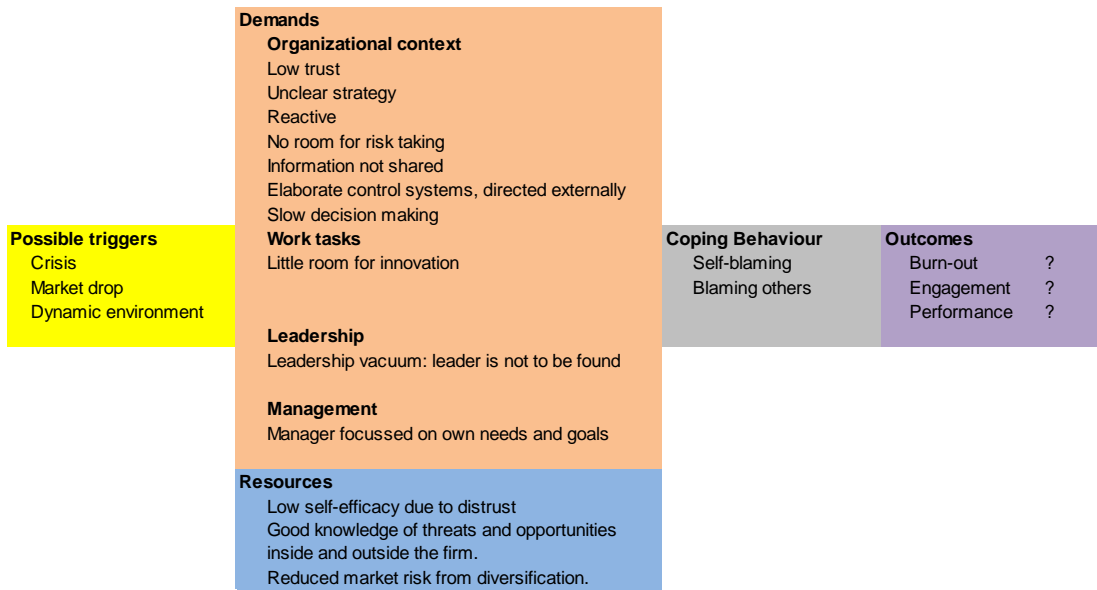 Demands
Organizational context
Low trust
Unclear strategy
Reactive
No room for risk taking
Information not shared
Elaborate control systems, directed externally
Slow decision making
Work tasks
Little room for innovation
Leadership
Leadership vacuum: leader is not to be found
Management
Manager focussed on own needs and goals
Possible triggers
Crisis
Market drop
Dynamic environment
Coping Behaviour
Self-blaming
Blaming others
Outcomes
Burn-out ?
Engagement ?
Performance ?
Resources
Low self-efficacy due to distrust
Good knowledge of threats and opportunities
inside and outside the firm.
Reduced market risk from diversification.